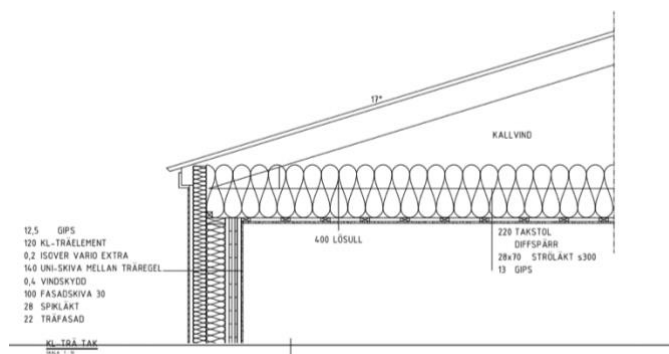 17°
KALLVIND
12,5 GIPS
120 KL-TRÄELEMENT
0,2 ISOVER VARIO EXTRA
140 UNI-SKIVA MELLAN TRÄREGEL
0,4 VINDSKYDD
100 FASADSKIVA 30
28 SPIKLÄKT
22 TRÄFASAD
400 LÖSULL
220 TAKSTOL
DIFFSPÄRR
28x70 STRÖLÄKT s300
13 GIPS
KL-TRÄ TAK